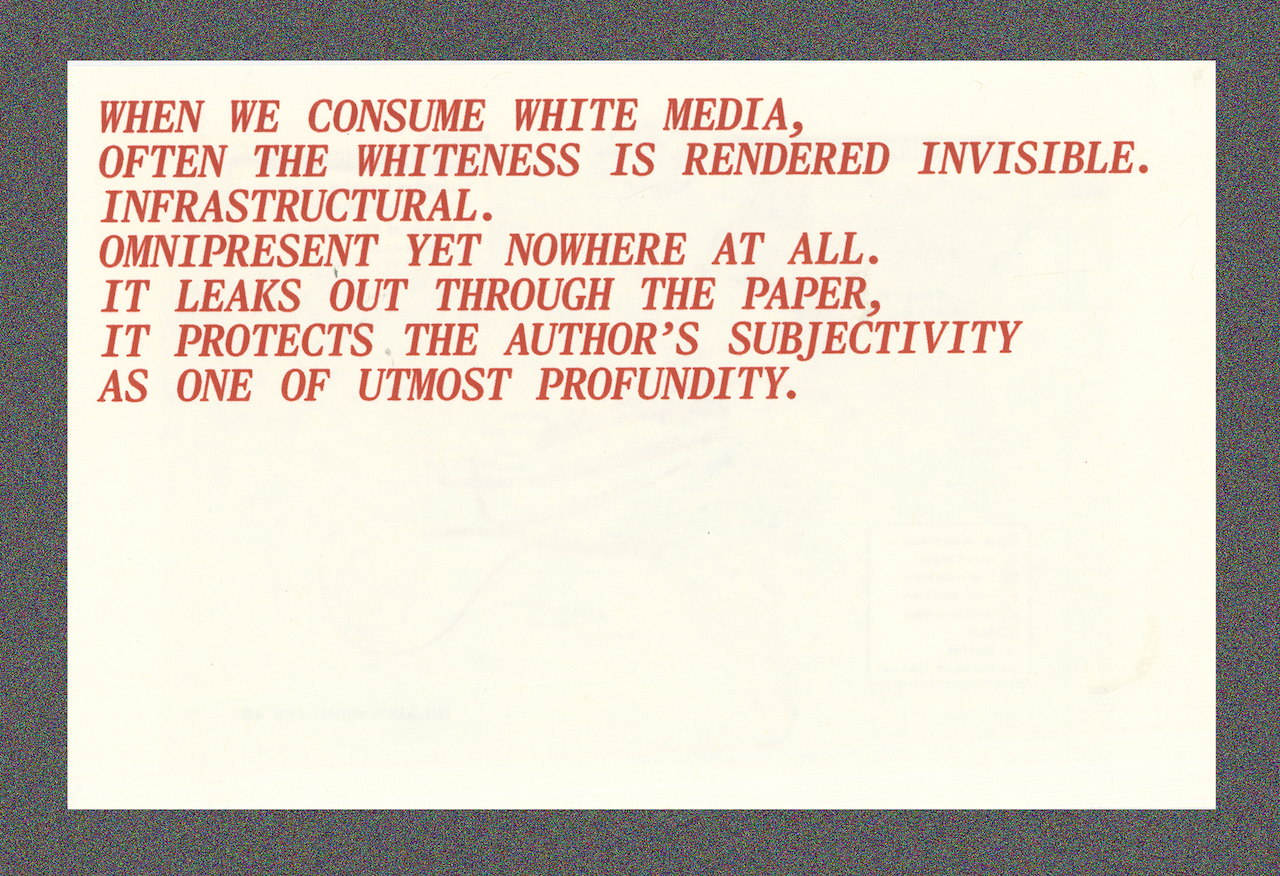 WHEN WE CONSUME WHITE MEDIA,
OFTEN THE WHITENESS IS RENDERED INVISIBLE.
INFRASTRUCTURAL.
OMNIPRESENT YET NOWHERE AT ALL.
IT LEAKS OUT THROUGH THE PAPER,
IT PROTECTS THE AUTHOR’S SUBJECTIVITY
AS ONE OF UTMOST PROFUNDITY.